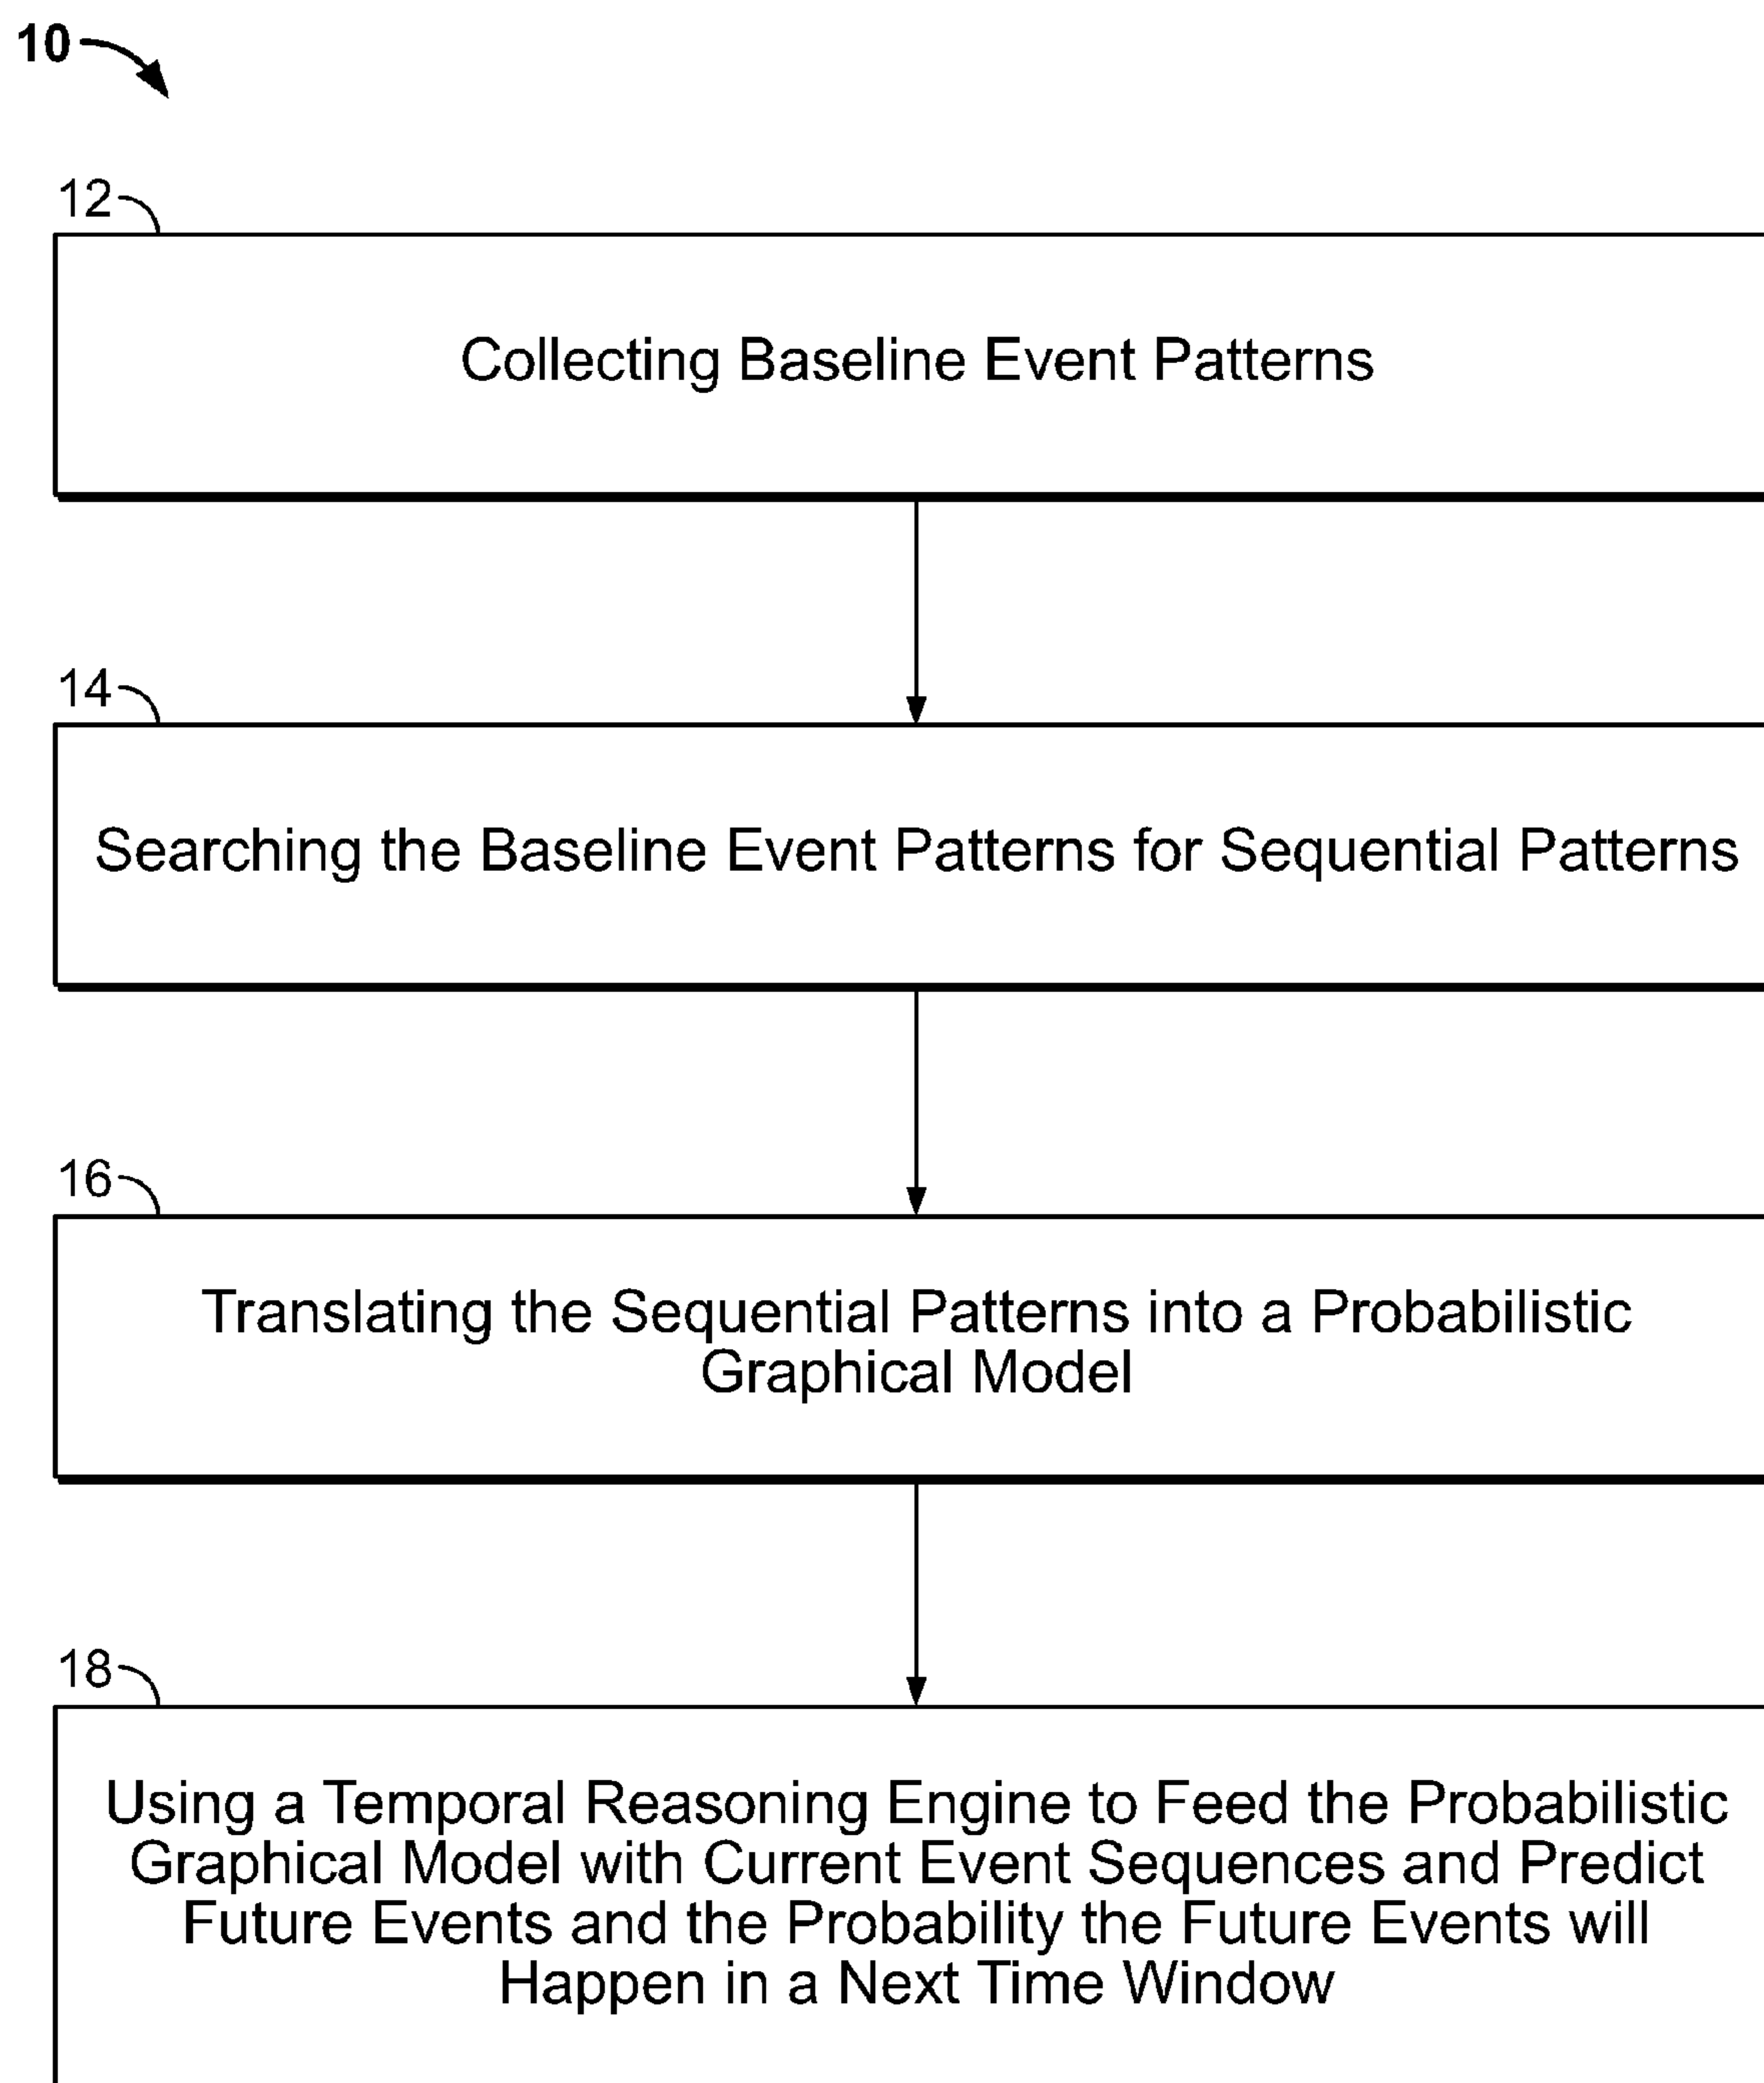 10
12
Collecting Baseline Event Patterns
14
Searching the Baseline Event Patterns for Sequential Patterns
16
Translating the Sequential Patterns into a Probabilistic
Graphical Model
18
Using a Temporal Reasoning Engine to Feed the Probabilistic
Graphical Model with Current Event Sequences and Predict
Future Events and the Probability the Future Events will
Happen in a Next Time Window